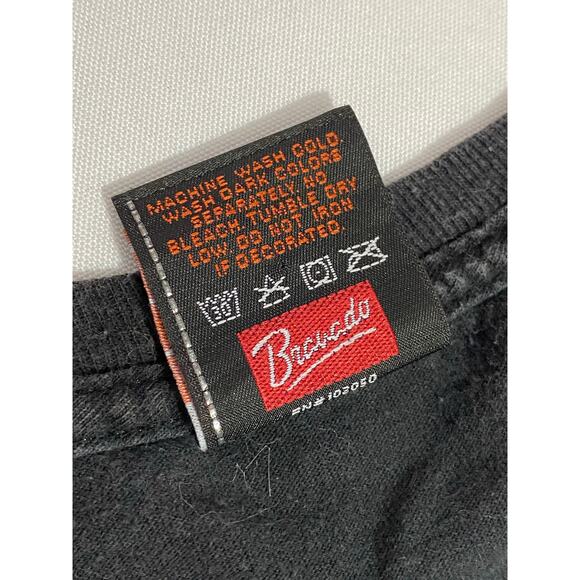 MACHINE WASH COLD
WASH DARK COLORS
SEPARATELY. NO
BLEACH. TUMBLE DRY
LOW. DO NOT IRON
IF DECORATED.
30
Bravado
RN# 102050